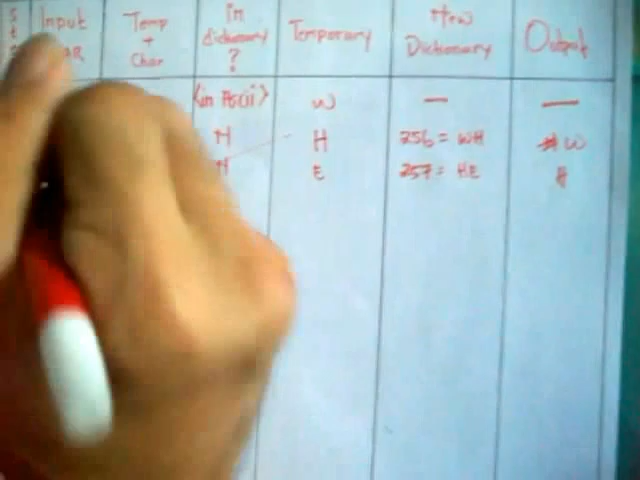 Input
Temp
+
Char
in
dictionary
?
Temporary
New
Dictionary
Output
<in Ascii> W — —
N H 256 = WH W
N E 257 = HE H